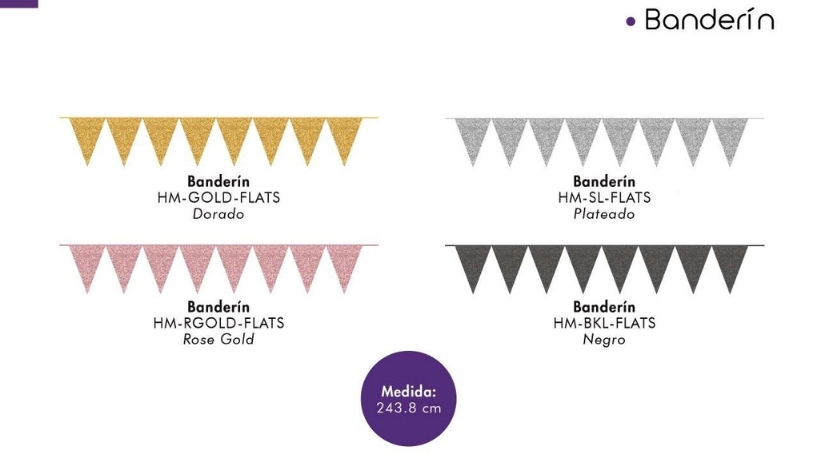 Banderín
Banderín
HM-GOLD-FLATS
Dorado
Banderín
HM-SL-FLATS
Plateado
Banderín
HM-RGOLD-FLATS
Rose Gold
Banderín
HM-BKL-FLATS
Negro
Medida:
243.8 cm